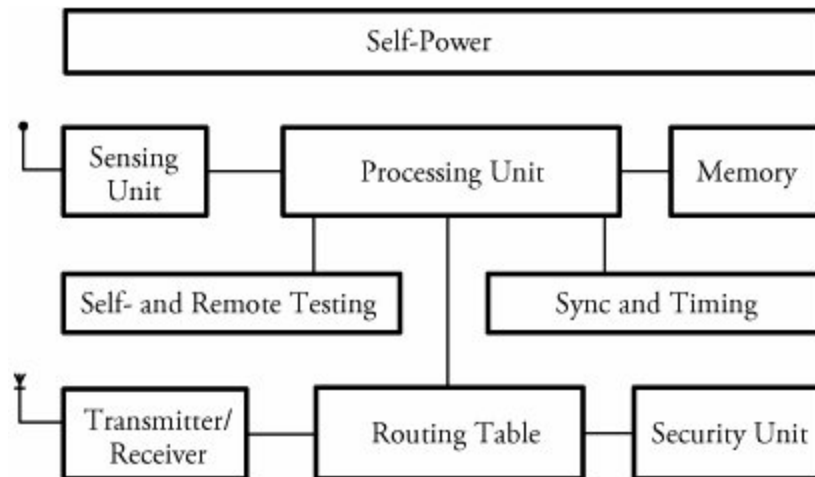 Self-Power
Sensing
Unit
Processing Unit
Memory
Self- and Remote Testing
Sync and Timing
Transmitter/
Receiver
Routing Table
Security Unit